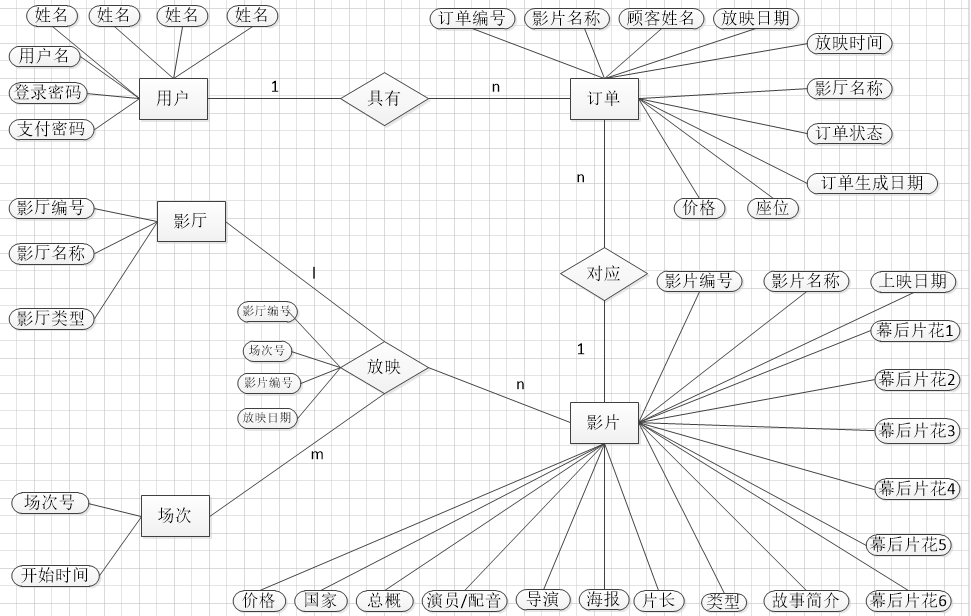 姓名
姓名
姓名
姓名
用户名
登录密码
支付密码
用户
1
具有
n
订单
订单编号
影片名称
顾客姓名
放映日期
放映时间
影厅名称
订单状态
订单生成日期
座位
价格
n
对应
1
影厅编号
影厅名称
影厅类型
影厅
l
影厅编号
场次号
影片编号
放映日期
放映
n
m
场次号
开始时间
场次
影片
影片编号
影片名称
上映日期
幕后片花1
幕后片花2
幕后片花3
幕后片花4
幕后片花5
幕后片花6
价格
国家
总概
演员/配音
导演
海报
片长
类型
故事简介